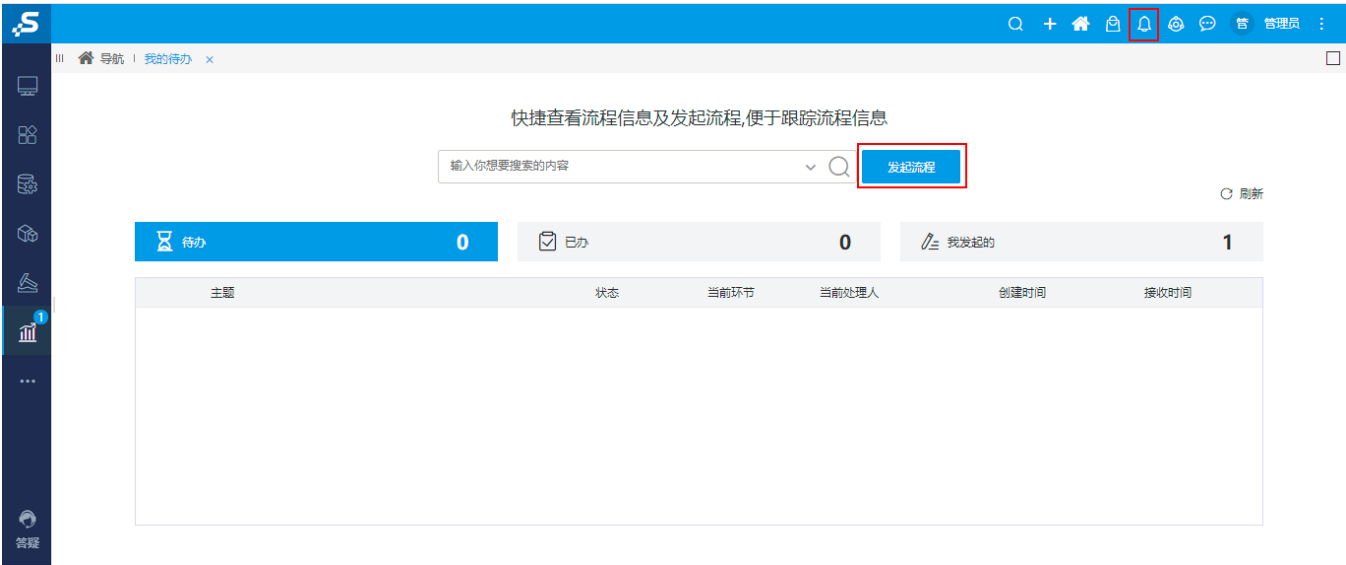 S
管 管理员
导航 我的待办 ×
快捷查看流程信息及发起流程,便于跟踪流程信息
输入你想要搜索的内容 发起流程
刷新
待办 0 已办 0 我发起的 1
主题 状态 当前环节 当前处理人 创建时间 接收时间
1
答疑